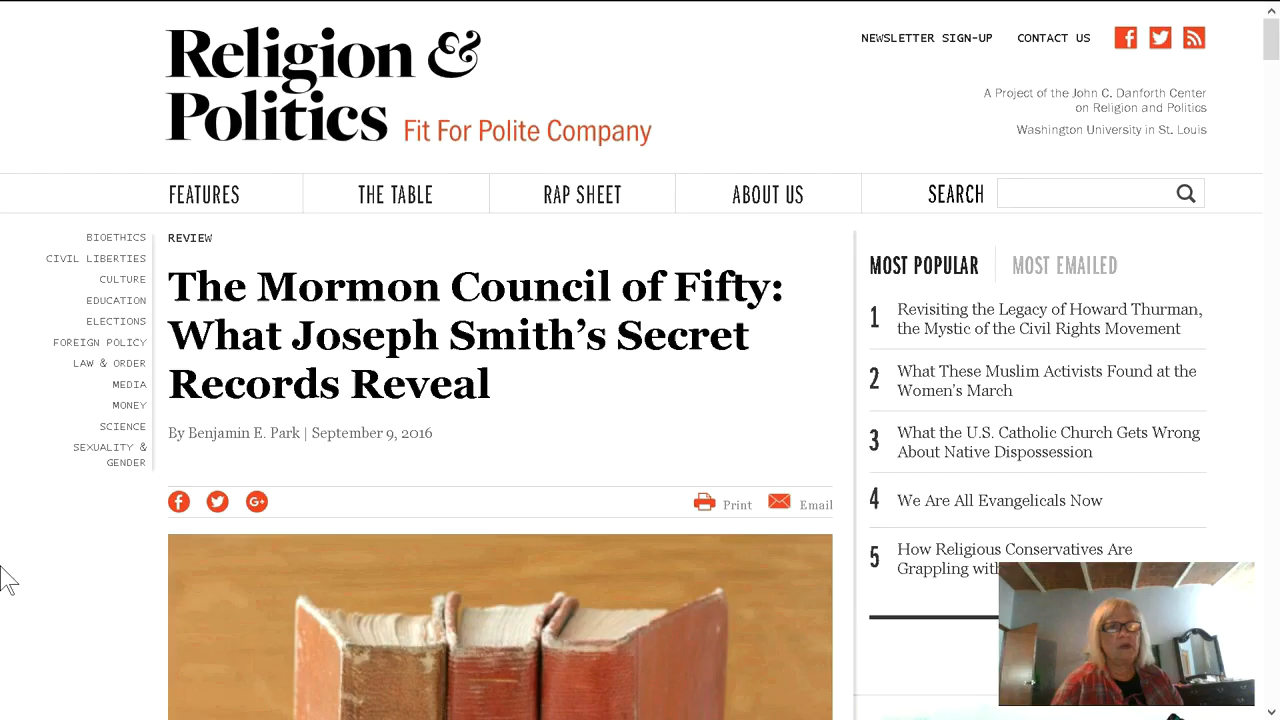 Religion &
Politics Fit For Polite Company
NEWSLETTER SIGN-UP CONTACT US
A Project of the John C. Danforth Center
on Religion and Politics
Washington University in St. Louis
FEATURES THE TABLE RAP SHEET ABOUT US SEARCH
BIOETHICS
CIVIL LIBERTIES
CULTURE
EDUCATION
ELECTIONS
FOREIGN POLICY
LAW & ORDER
MEDIA
MONEY
SCIENCE
SEXUALITY &
GENDER
REVIEW
The Mormon Council of Fifty:
What Joseph Smith’s Secret
Records Reveal
By Benjamin E. Park | September 9, 2016
Print Email
MOST POPULAR MOST EMAILED
1 Revisiting the Legacy of Howard Thurman,
the Mystic of the Civil Rights Movement
2 What These Muslim Activists Found at the
Women’s March
3 What the U.S. Catholic Church Gets Wrong
About Native Dispossession
4 We Are All Evangelicals Now
5 How Religious Conservatives Are
Grappling